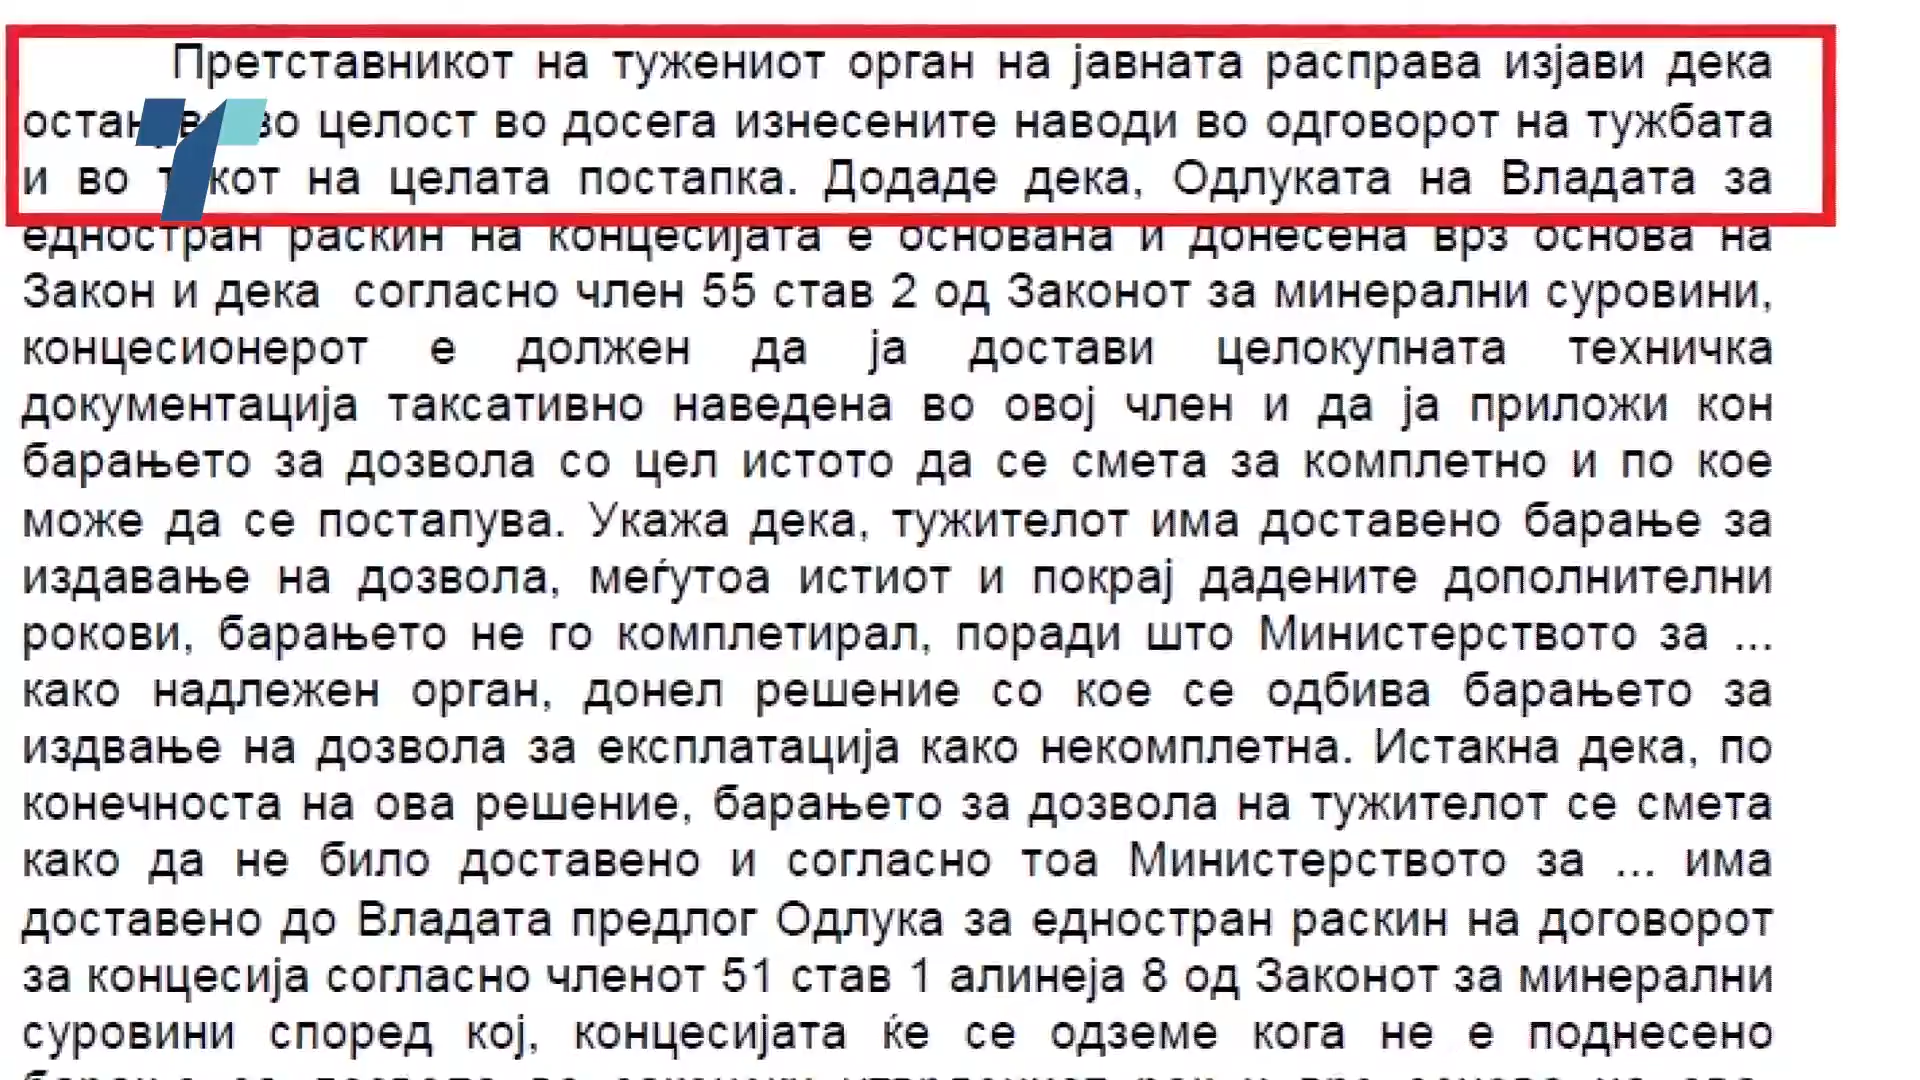 Претставникот на тужениот орган на јавната расправа изјави дека
во целост во досега изнесените наводи во одговорот на тужбата
и во на целата постапка. Додаде дека, Одлуката на Владата за
едностран раскин на концесијата е основана и донесена врз основа на
Закон и дека согласно член 55 став 2 од Законот за минерални суровини,
концесионерот е должен да ја достави целокупната техничка
документација таксативно наведена во овој член и да ја приложи кон
барањето за дозвола со цел истото да се смета за комплетно и по кое
може да се постапува. Укажа дека, тужителот има доставено барање за
издавање на дозвола, меѓутоа истиот и покрај дадените дополнителни
рокови, барањето не го комплетирал, поради што Министерството за ...
како надлежен орган, донел решение со кое се одбива барањето за
издвање на дозвола за експлатација како некомплетна. Истакна дека, по
конечноста на ова решение, барањето за дозвола на тужителот се смета
како да не било доставено и согласно тоа Министерството за ... има
доставено до Владата предлог Одлука за едностран раскин на договорот
за концесија согласно членот 51 став 1 алинеја 8 од Законот за минерални
суровини според кој, концесијата ќе се одземе кога не е поднесено